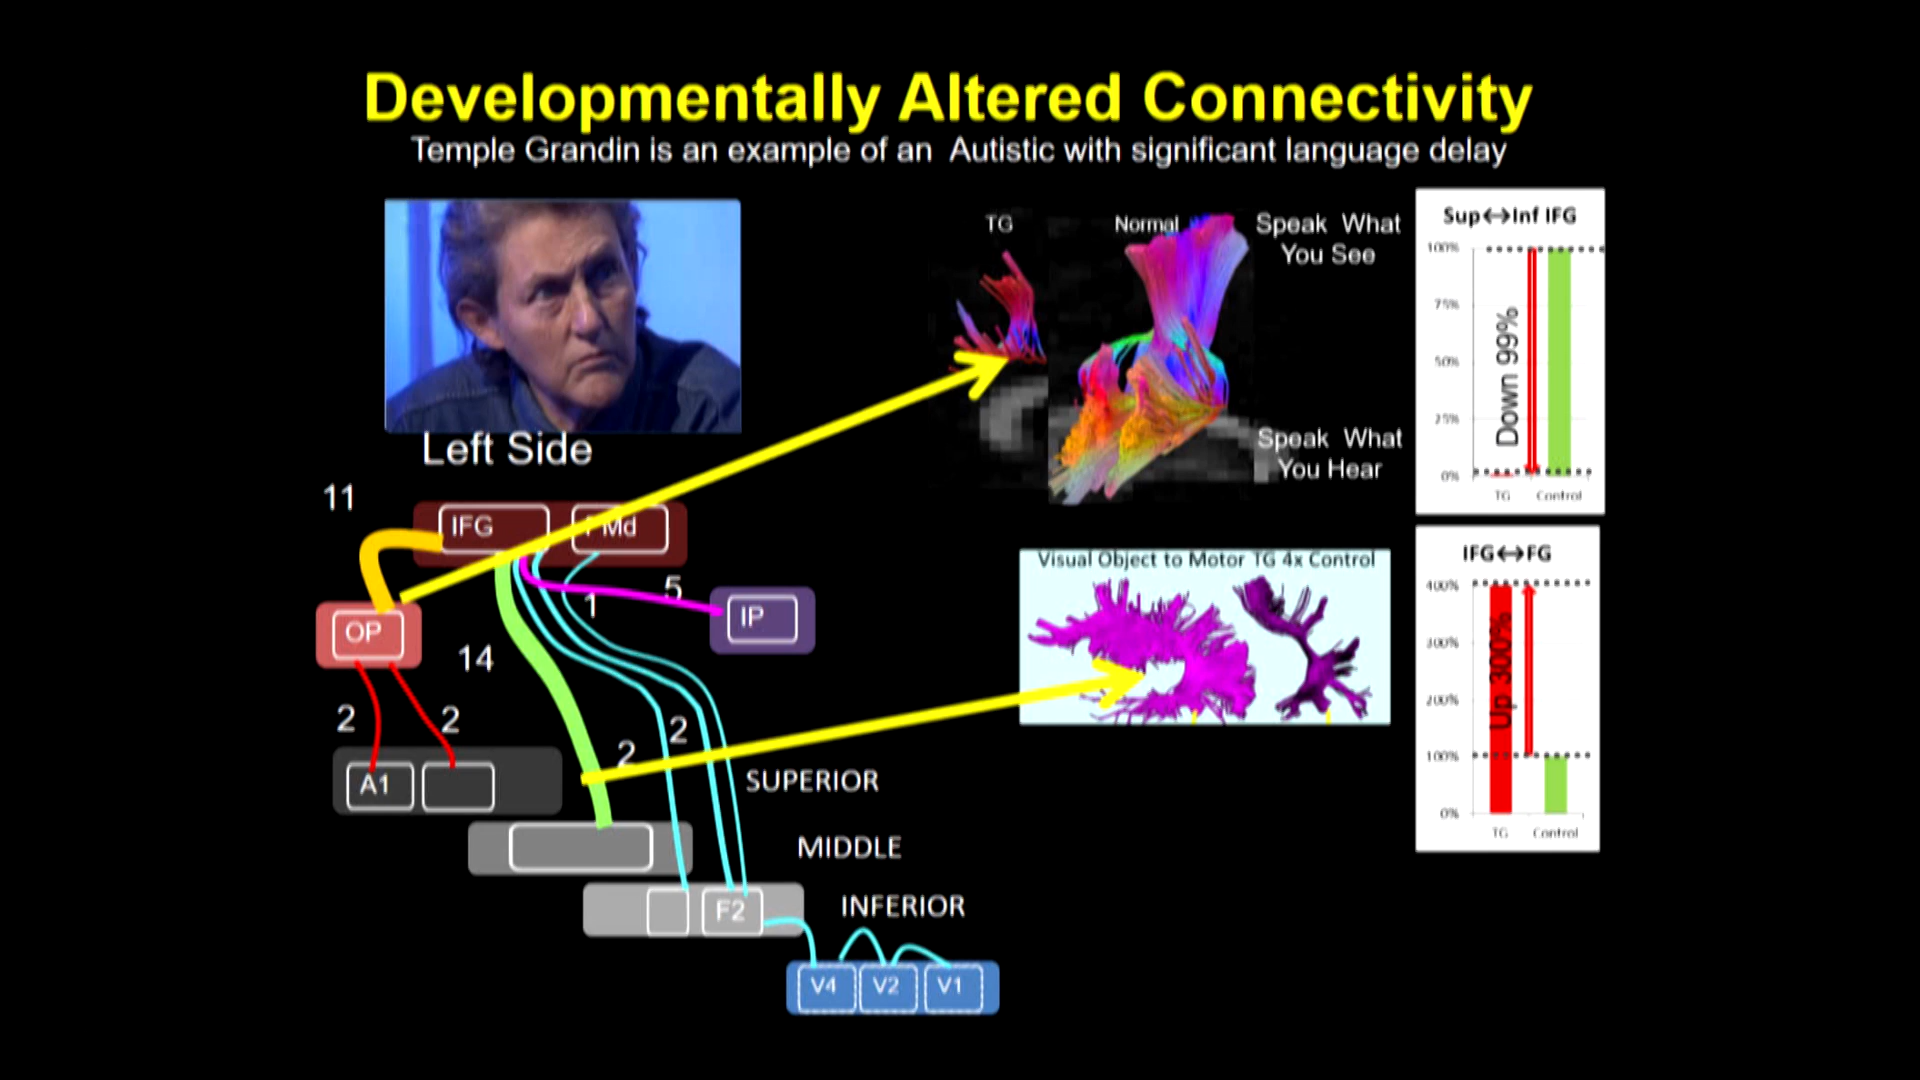 Developmentally Altered Connectivity
Temple Grandin is an example of an Autistic with significant language delay
TG
Normal
Speak What
You See
Speak What
You Hear
Sup↔Inf IFG
100%
75%
50%
25%
0%
Down 99%
TG
Control
Left Side
11
IFG
PMd
OP
5
1
IP
14
2
2
2
2
A1
SUPERIOR
MIDDLE
F2
INFERIOR
V4
V2
V1
Visual Object to Motor TG 4x Control
IFG↔FG
400%
300%
200%
100%
0%
Up 300%
TG
Control